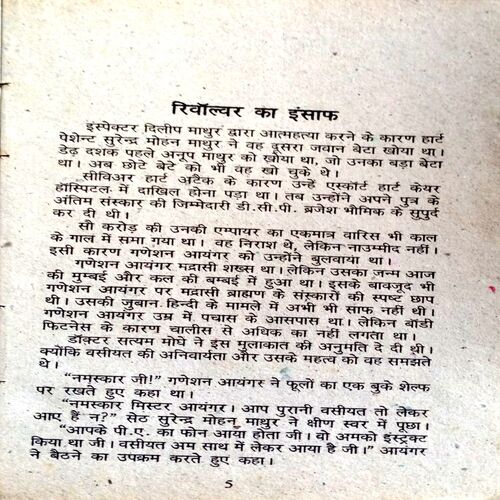 रिवॉल्वर का इंसाफ
इंस्पेक्टर दिलीप माथुर द्वारा आत्महत्या करने के कारण हार्ट
पेशेन्ट सुरेन्द्र मोहन माथुर ने वह दूसरा जवान बेटा खोया था।
डेढ़ दशक पहले अनूप माथुर को खोया था, जो उनका बड़ा बेटा
था। अब छोटे बेटे को भी वह खो चुके थे।
सीविअर हार्ट अटैक के कारण उन्हें एस्कॉर्ट हार्ट केयर
हॉस्पिटल में दाखिल होना पड़ा था। तब उन्होंने अपने पुत्र के
अंतिम संस्कार की जिम्मेदारी डी.सी.पी. ब्रजेश भौमिक के सुपुर्द
कर दी थी।
सौ करोड़ की उनकी एम्पायर का एकमात्र वारिस भी काल
के गाल में समा गया था। वह निराश थे, लेकिन नाउम्मीद नहीं।
इसी कारण गणेशन आयंगर को उन्होंने बुलवाया था।
गणेशन आयंगर मद्रासी शख्स था। लेकिन उसका जन्म आज
की मुम्बई और कल की बम्बई में हुआ था। इसके बावजूद भी
गणेशन आयंगर पर मद्रासी ब्राह्मण के संस्कारों की स्पष्ट छाप
थी। उसकी जुबान हिन्दी के मामले में अभी भी साफ नहीं थी।
गणेशन आयंगर उम्र में पचास के आसपास था। लेकिन बॉडी
फिटनेस के कारण चालीस से अधिक का नहीं लगता था।
डॉक्टर सत्यम मोघे ने इस मुलाकात की अनुमति दे दी थी।
क्योंकि वसीयत की अनिवार्यता और उसके महत्व को वह समझते
थे।
“नमस्कार जी!” गणेशन आयंगर ने फूलों का एक बुके शेल्फ
पर रखते हुए कहा था।
“नमस्कार मिस्टर आयंगर। आप पुरानी वसीयत तो लेकर
आए हैं न?” सेठ सुरेन्द्र मोहन माथुर ने क्षीण स्वर में पूछा।
“आपके पी.ए. का फोन आया होता जी। वो अमको इंस्ट्रक्ट
किया था जी। वसीयत अम साथ में लेकर आया है जी।” आयंगर
ने बैठने का उपक्रम करते हुए कहा।
5